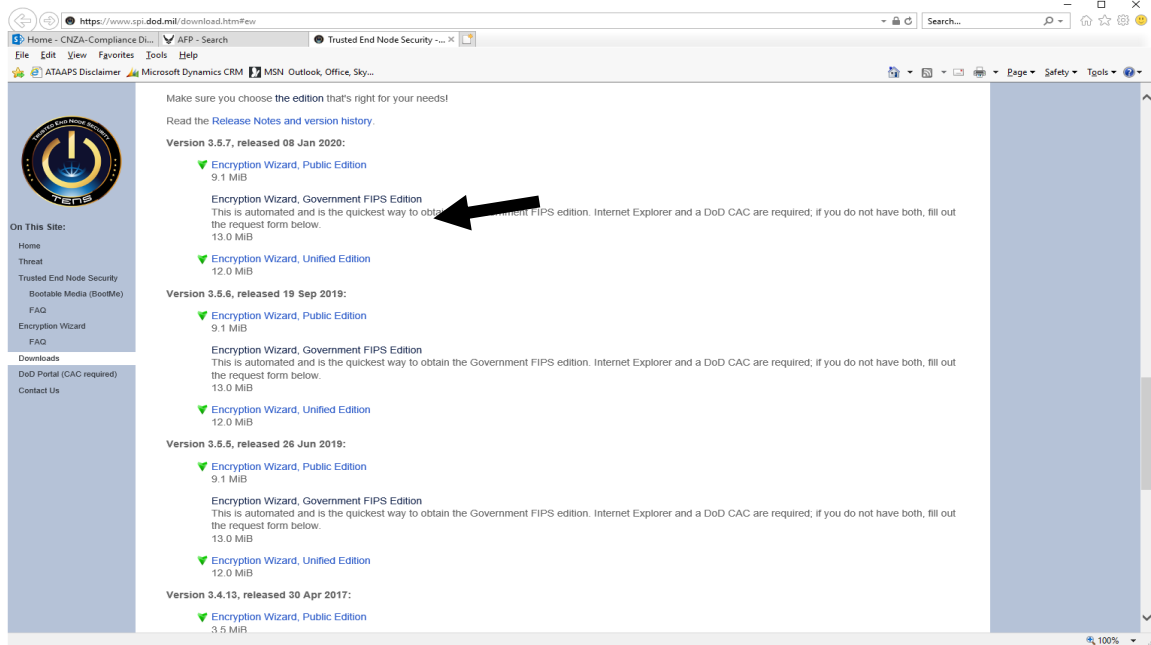 https://www.spi.dod.mil/download.htm#ew
Search...
Home - CNZA-Compliance Di...
AFP - Search
Trusted End Node Security -...
File Edit View Favorites Tools Help
ATAAPS Disclaimer Microsoft Dynamics CRM MSN Outlook, Office, Sky...
Page Safety Tools
TRUSTED END NODE SECURITY
TENS
On This Site:
Home
Threat
Trusted End Node Security
Bootable Media (BootMe)
FAQ
Encryption Wizard
FAQ
Downloads
DoD Portal (CAC required)
Contact Us
Make sure you choose the edition that's right for your needs!
Read the Release Notes and version history.
Version 3.5.7, released 08 Jan 2020:
Encryption Wizard, Public Edition
9.1 MiB
Encryption Wizard, Government FIPS Edition
This is automated and is the quickest way to FIPS edition. Internet Explorer and a DoD CAC are required; if you do not have both, fill out
the request form below.
13.0 MiB
Encryption Wizard, Unified Edition
12.0 MiB
Version 3.5.6, released 19 Sep 2019:
Encryption Wizard, Public Edition
9.1 MiB
Encryption Wizard, Government FIPS Edition
This is automated and is the quickest way to obtain the Government FIPS edition. Internet Explorer and a DoD CAC are required; if you do not have both, fill out
the request form below.
13.0 MiB
Encryption Wizard, Unified Edition
12.0 MiB
Version 3.5.5, released 26 Jun 2019:
Encryption Wizard, Public Edition
9.1 MiB
Encryption Wizard, Government FIPS Edition
This is automated and is the quickest way to obtain the Government FIPS edition. Internet Explorer and a DoD CAC are required; if you do not have both, fill out
the request form below.
13.0 MiB
Encryption Wizard, Unified Edition
12.0 MiB
Version 3.4.13, released 30 Apr 2017:
Encryption Wizard, Public Edition
3.5 MiB
100%